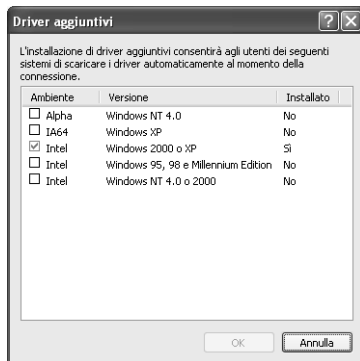 Driver aggiuntivi
L'installazione di driver aggiuntivi consentirà agli utenti dei seguenti
sistemi di scaricare i driver automaticamente al momento della
connessione.
Ambiente Versione Installato
Alpha Windows NT 4.0 No
IA64 Windows XP No
Intel Windows 2000 o XP Sì
Intel Windows 95, 98 e Millennium Edition No
Intel Windows NT 4.0 o 2000 No
OK Annulla